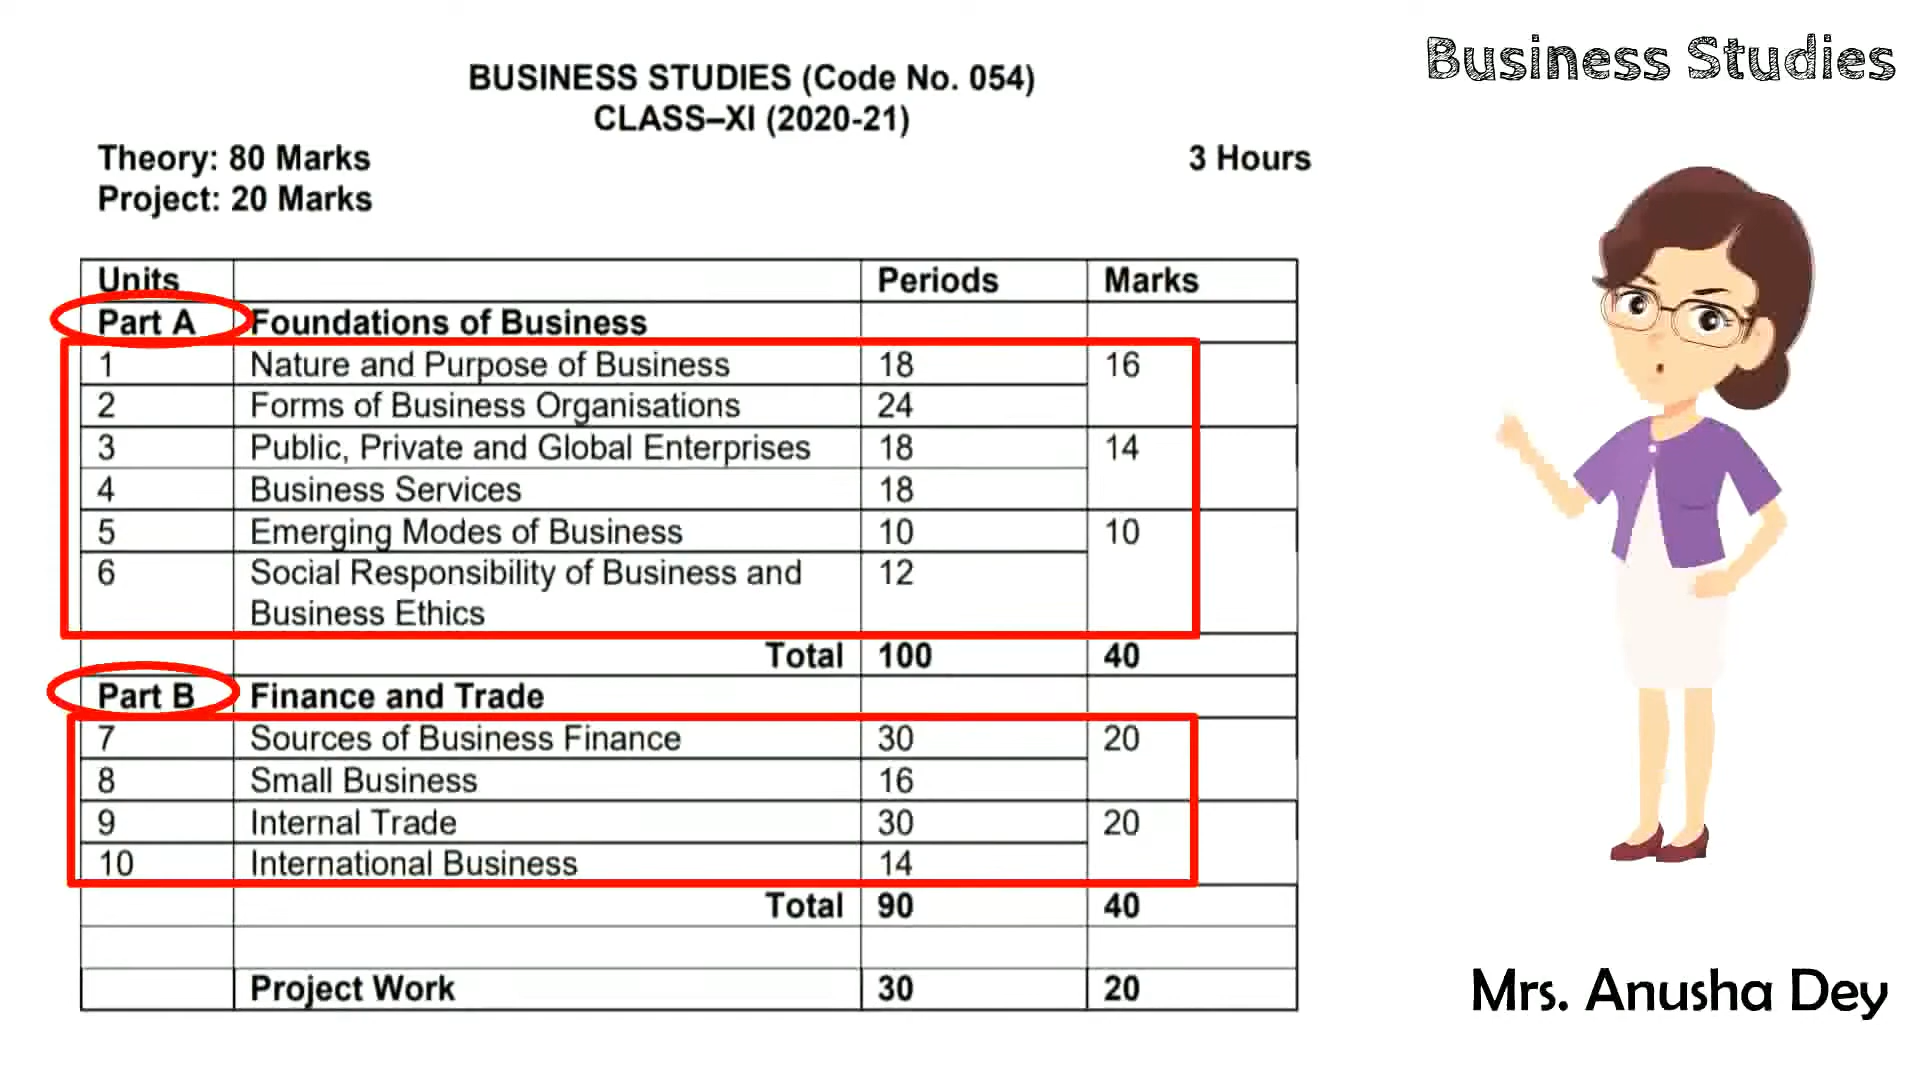 Business Studies
BUSINESS STUDIES (Code No. 054)
CLASS–XI (2020-21)
Theory: 80 Marks 3 Hours
Project: 20 Marks
Units Periods Marks
Part A Foundations of Business
1 Nature and Purpose of Business 18 16
2 Forms of Business Organisations 24
3 Public, Private and Global Enterprises 18 14
4 Business Services 18
5 Emerging Modes of Business 10 10
6 Social Responsibility of Business and 12
Business Ethics
Total 100 40
Part B Finance and Trade
7 Sources of Business Finance 30 20
8 Small Business 16
9 Internal Trade 30 20
10 International Business 14
Total 90 40
Project Work 30 20
Mrs. Anusha Dey